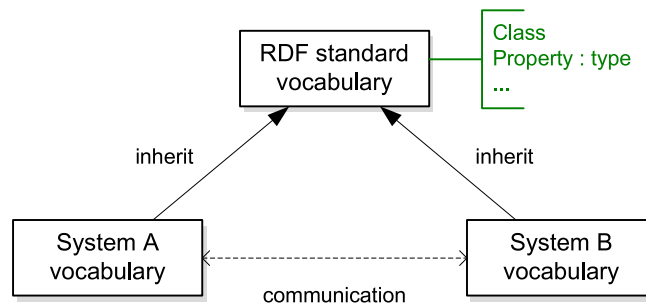 RDF standard
vocabulary
Class
Property : type
...
inherit
inherit
System A
vocabulary
System B
vocabulary
communication